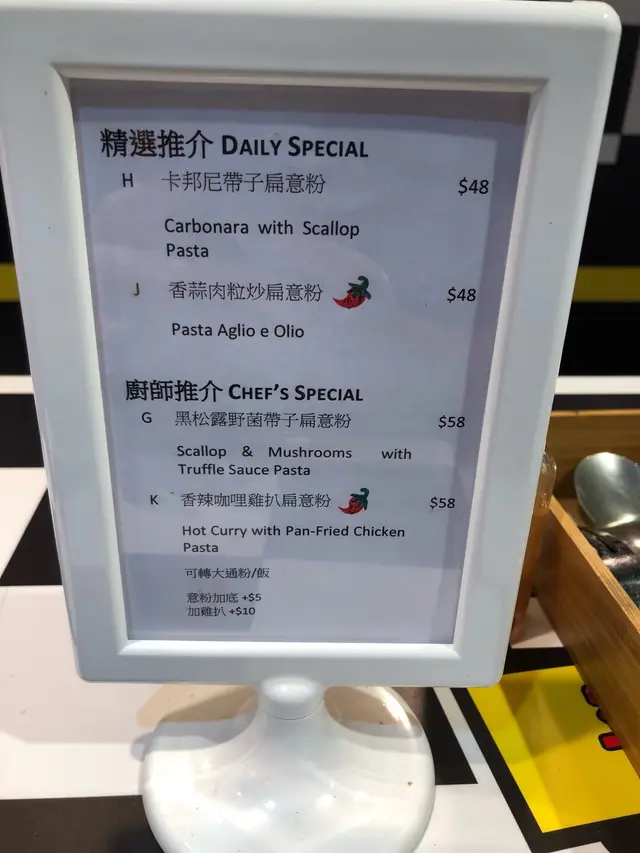 精選推介 DAILY SPECIAL
H 卡邦尼帶子扁意粉 $48
Carbonara with Scallop
Pasta
J 香蒜肉粒炒扁意粉 $48
Pasta Aglio e Olio
廚師推介 CHEF'S SPECIAL
G 黑松露野菌帶子扁意粉 $58
Scallop & Mushrooms with
Truffle Sauce Pasta
K 香辣咖哩雞扒扁意粉 $58
Hot Curry with Pan-Fried Chicken
Pasta
可轉大通粉/飯
意粉加底 +$5
加雞扒 +$10